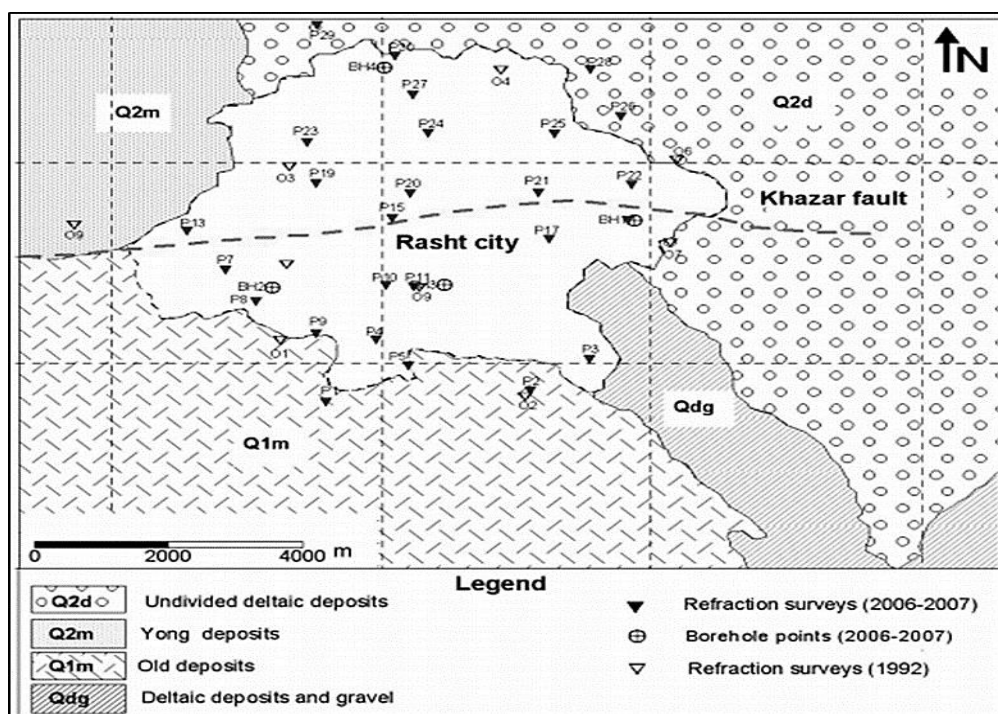 P29
P30
BH4
O4
P28
N
P27
Q2m
P26
Q2d
P23
P24
P25
O6
O3
P19
P20
P21
P22
Khazar fault
P13
P15
O9
Rasht city
P17
O7
P7
BH2
P8
P10
P11
O9
P9
O1
P4
P5
P3
P1
P2
O2
Qdg
Q1m
0 2000 4000 m
Legend
Q2d Undivided deltaic deposits
Q2m Yong deposits
Q1m Old deposits
Qdg Deltaic deposits and gravel
Refraction surveys (2006-2007)
Borehole points (2006-2007)
Refraction surveys (1992)